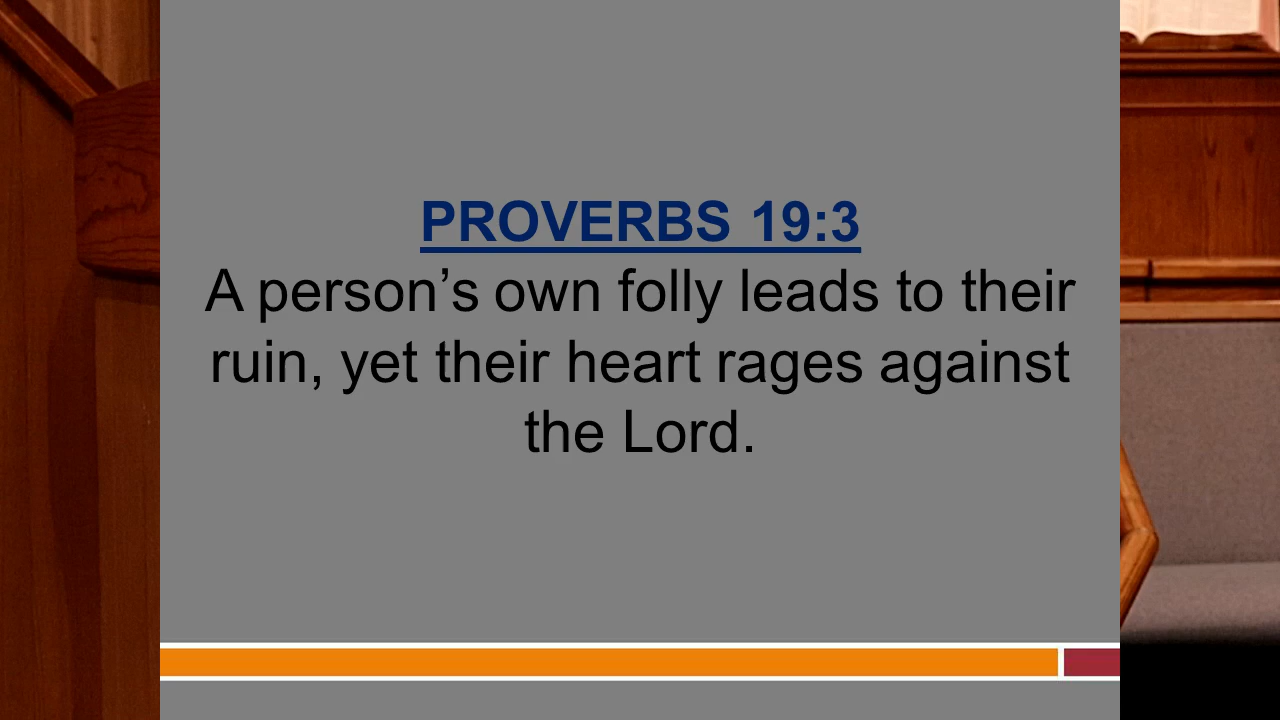 PROVERBS 19:3
A person’s own folly leads to their
ruin, yet their heart rages against
the Lord.